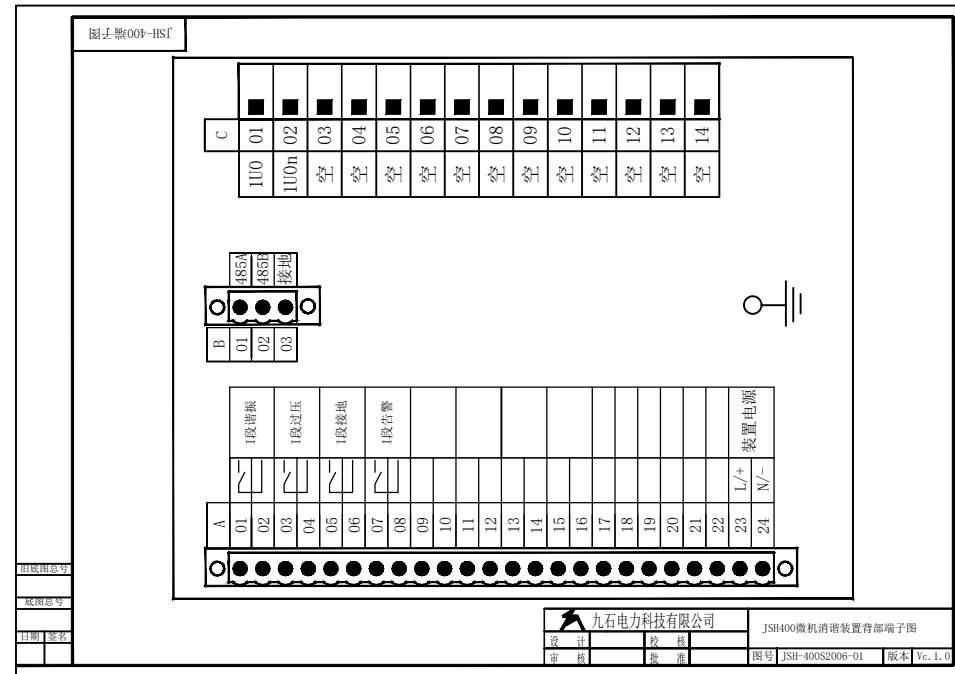 JSH-400端子图
C 01 02 03 04 05 06 07 08 09 10 11 12 13 14
1U0 1U0n 空 空 空 空 空 空 空 空 空 空 空 空
485A 485B 接地
B 01 02 03
I段谐振 I段过压 I段接地 I段告警 装置电源
L/+ N/-
A 01 02 03 04 05 06 07 08 09 10 11 12 13 14 15 16 17 18 19 20 21 22 23 24
旧底图总号
底图总号
日期 签名
九石电力科技有限公司
设 计 校 核
审 核 批 准
JSH400微机消谐装置背部端子图
图号 JSH-400S2006-01 版本 Vc.1.0